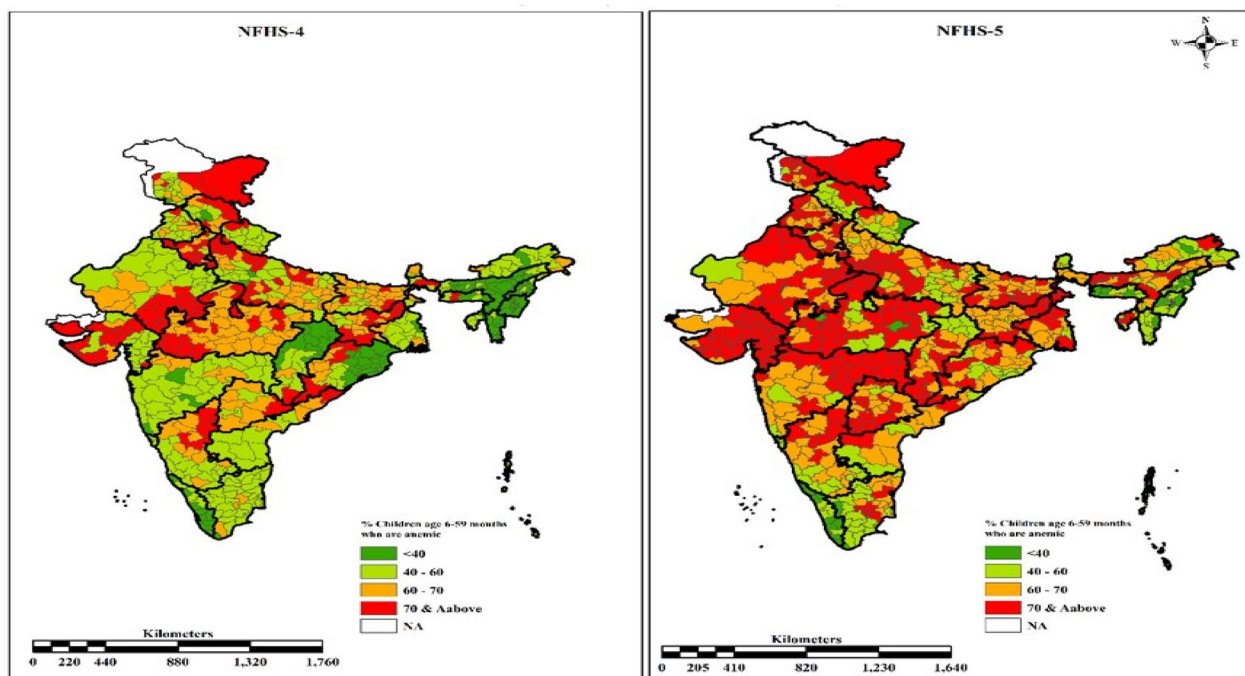 NFHS-4
% Children age 6-59 months
who are anemic
<40
40 - 60
60 - 70
70 & Aabove
NA
Kilometers
0 220 440 880 1,320 1,760
NFHS-5
N
W E
S
% Children age 6-59 months
who are anemic
<40
40 - 60
60 - 70
70 & Aabove
NA
Kilometers
0 205 410 820 1,230 1,640